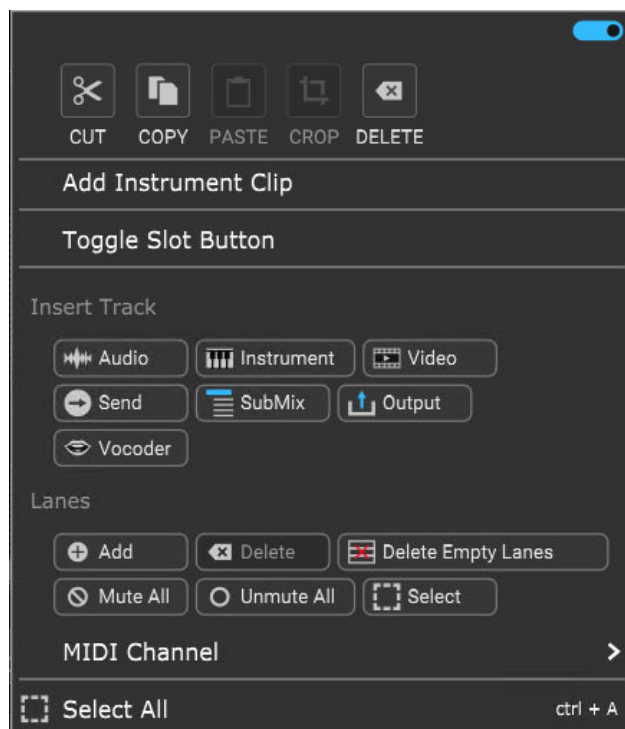 CUT COPY PASTE CROP DELETE
Add Instrument Clip
Toggle Slot Button
Insert Track
Audio Instrument Video
Send SubMix Output
Vocoder
Lanes
Add Delete Delete Empty Lanes
Mute All Unmute All Select
MIDI Channel
Select All ctrl + A